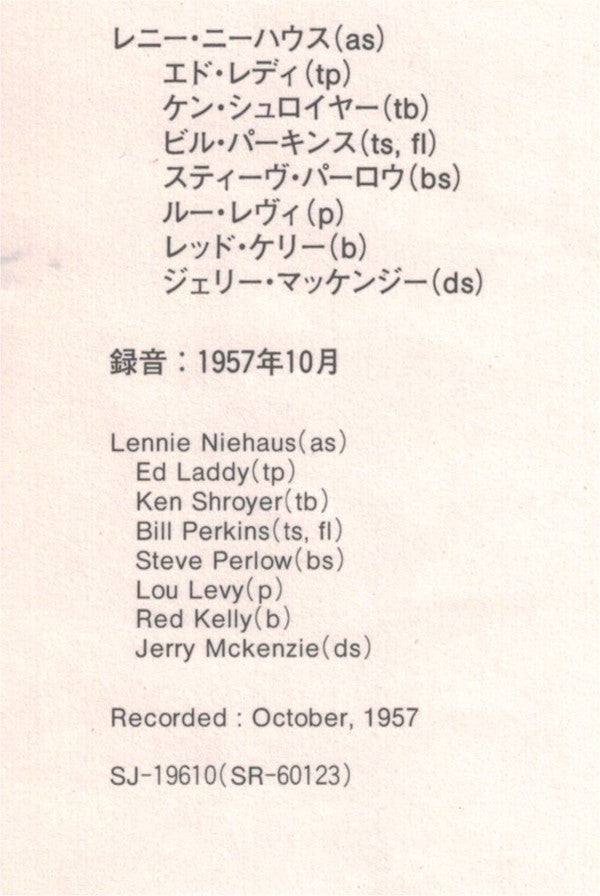 レニー・ニーハウス(as)
エド・レディ(tp)
ケン・シュロイヤー(tb)
ビル・パーキンス(ts, fl)
スティーヴ・パーロウ(bs)
ルー・レヴィ(p)
レッド・ケリー(b)
ジェリー・マッケンジー(ds)
録音：1957年10月
Lennie Niehaus(as)
Ed Laddy(tp)
Ken Shroyer(tb)
Bill Perkins(ts, fl)
Steve Perlow(bs)
Lou Levy(p)
Red Kelly(b)
Jerry Mckenzie(ds)
Recorded : October, 1957
SJ-19610(SR-60123)